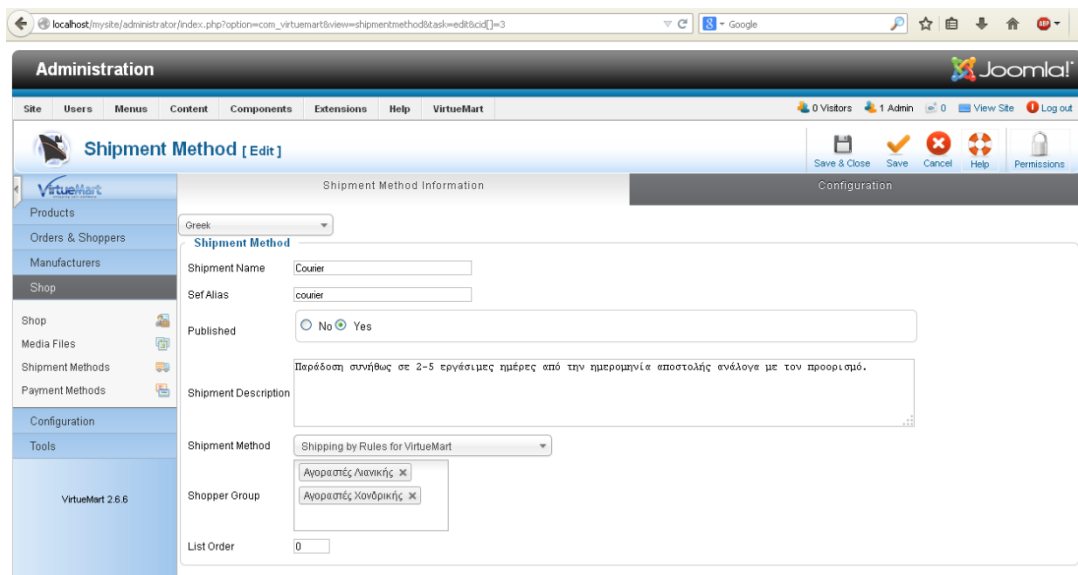 localhost/mysite/administrator/index.php?option=com_virtuemart&view=shipmentmethod&task=edit&cid[]=3
Google
ABP
Administration
Joomla!
Site Users Menus Content Components Extensions Help VirtueMart
0 Visitors 1 Admin 0 View Site Log out
Shipment Method [ Edit ]
Save & Close Save Cancel Help Permissions
VirtueMart
Shipment Method Information
Configuration
Products
Orders & Shoppers
Manufacturers
Shop
Shop
Media Files
Shipment Methods
Payment Methods
Configuration
Tools
VirtueMart 2.6.6
Greek
Shipment Method
Shipment Name Courier
Sef Alias courier
Published No Yes
Shipment Description Παράδοση συνήθως σε 2-5 εργάσιμες ημέρες από την ημερομηνία αποστολής ανάλογα με τον προορισμό.
Shipment Method Shipping by Rules for VirtueMart
Shopper Group Αγοραστές Λιανικής
Αγοραστές Χονδρικής
List Order 0